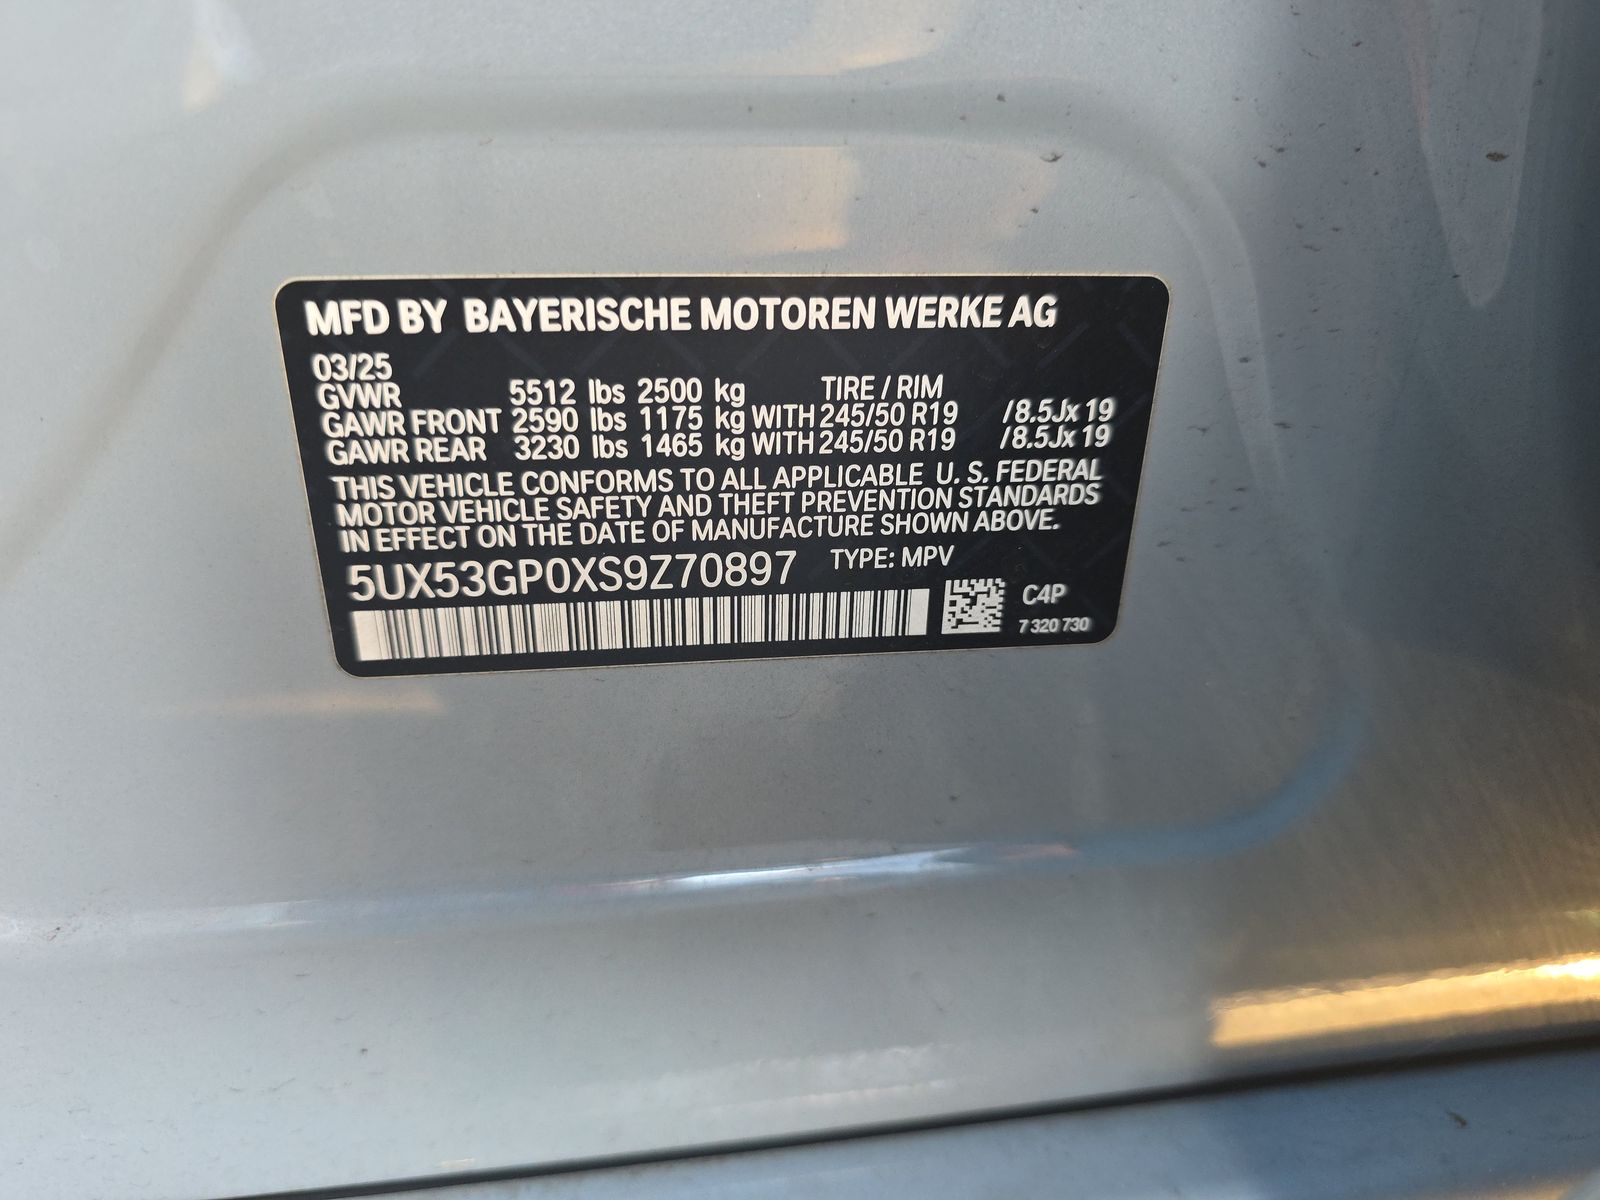 MFD BY BAYERISCHE MOTOREN WERKE AG
03/25
GVWR 5512 lbs 2500 kg TIRE / RIM
GAWR FRONT 2590 lbs 1175 kg WITH 245/50 R19 /8.5Jx 19
GAWR REAR 3230 lbs 1465 kg WITH 245/50 R19 /8.5Jx 19
THIS VEHICLE CONFORMS TO ALL APPLICABLE U. S. FEDERAL
MOTOR VEHICLE SAFETY AND THEFT PREVENTION STANDARDS
IN EFFECT ON THE DATE OF MANUFACTURE SHOWN ABOVE.
5UX53GP0XS9Z70897 TYPE: MPV
C4P
7 320 730